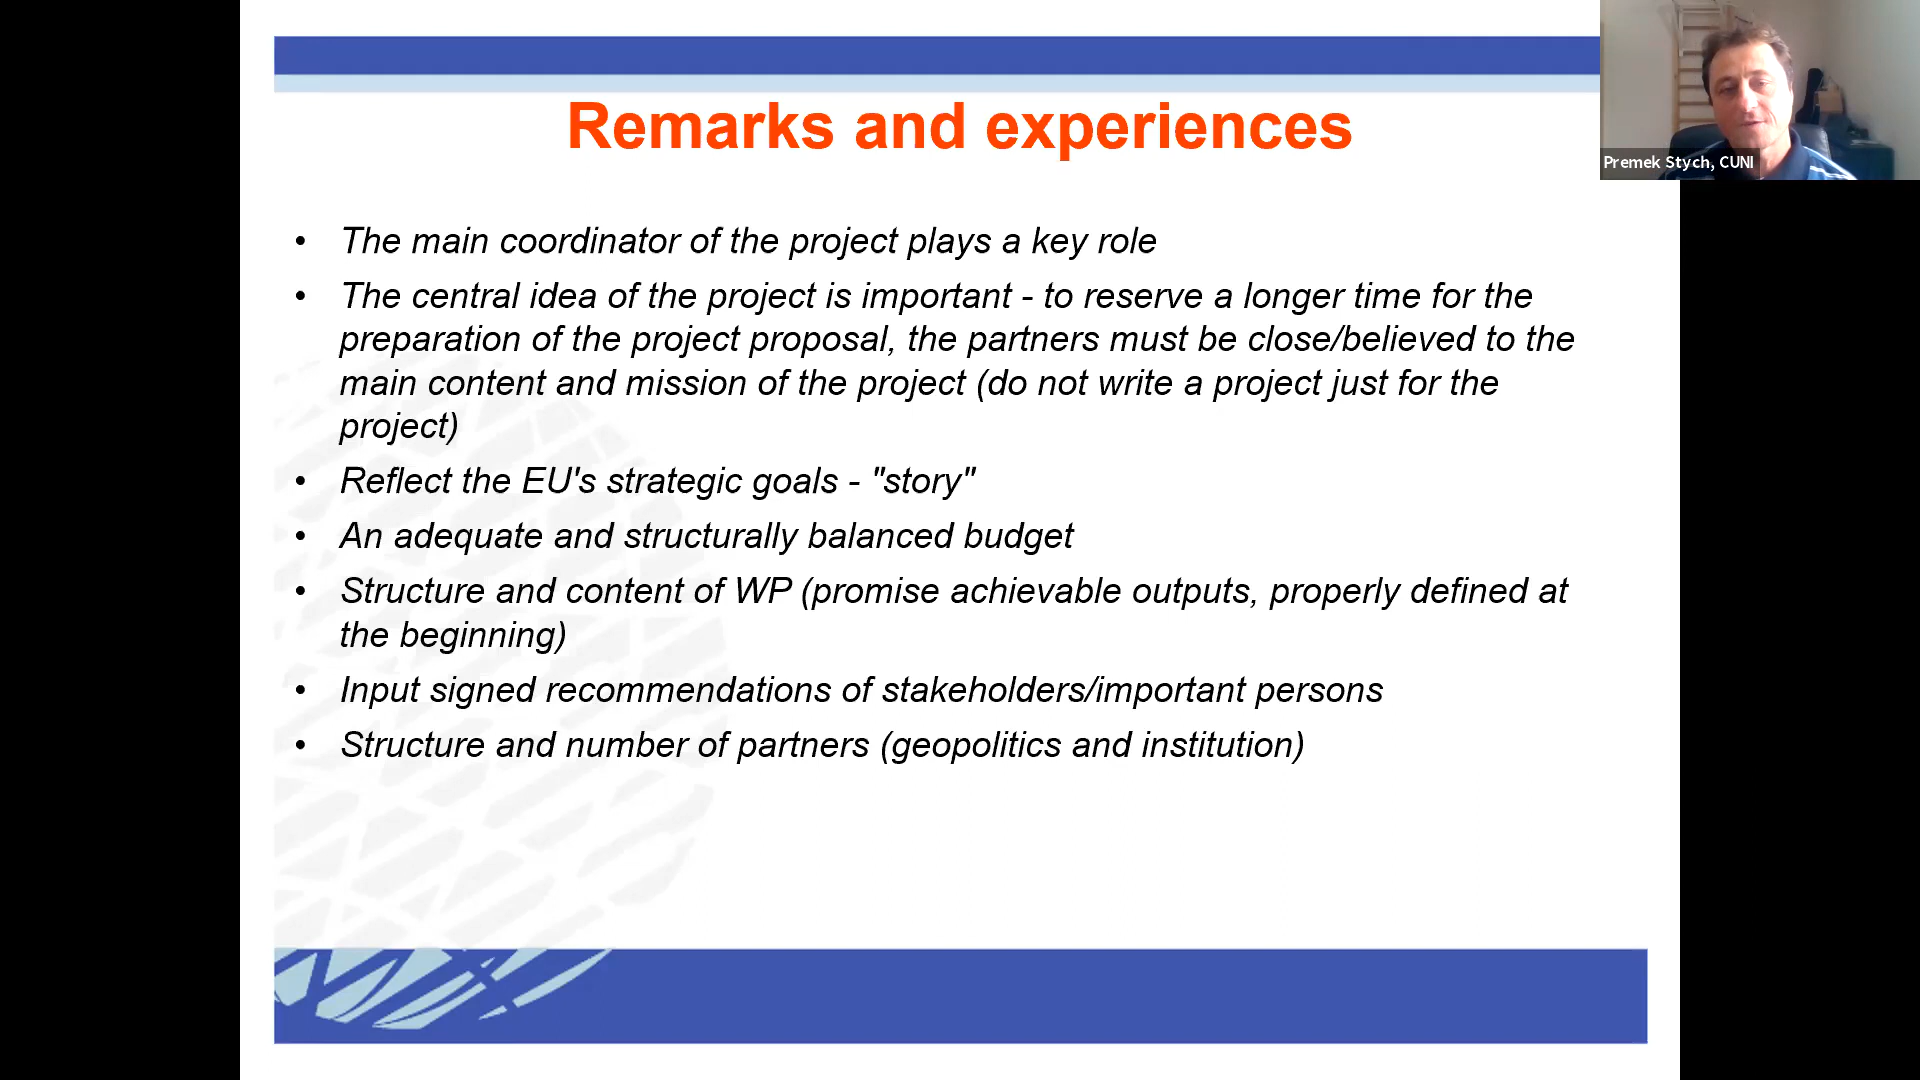 Remarks and experiences
Premek Stych, CUNI
• The main coordinator of the project plays a key role
• The central idea of the project is important - to reserve a longer time for the
preparation of the project proposal, the partners must be close/believed to the
main content and mission of the project (do not write a project just for the
project)
• Reflect the EU's strategic goals - "story"
• An adequate and structurally balanced budget
• Structure and content of WP (promise achievable outputs, properly defined at
the beginning)
• Input signed recommendations of stakeholders/important persons
• Structure and number of partners (geopolitics and institution)